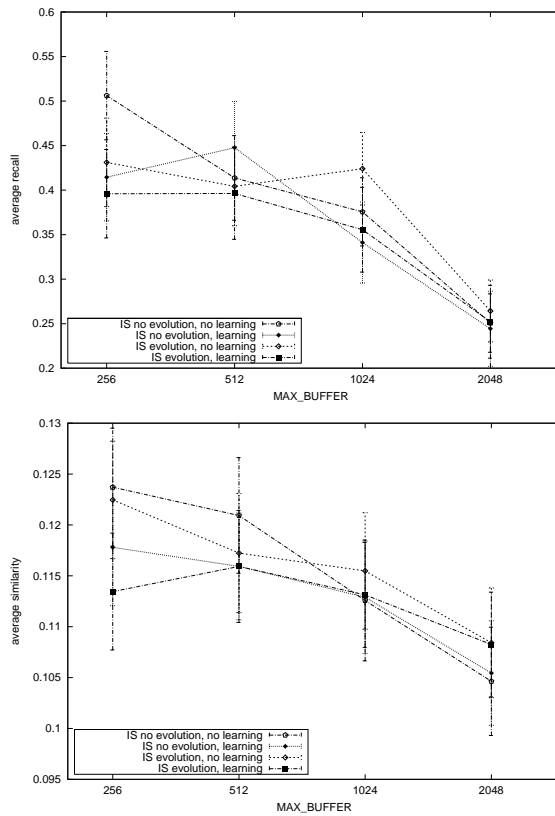 0.6
0.55
0.5
0.45
0.4
0.35
0.3
0.25
0.2
average recall
IS no evolution, no learning
IS no evolution, learning
IS evolution, no learning
IS evolution, learning
256 512 1024 2048
MAX_BUFFER
0.13
0.125
0.12
0.115
0.11
0.105
0.1
0.095
average similarity
IS no evolution, no learning
IS no evolution, learning
IS evolution, no learning
IS evolution, learning
256 512 1024 2048
MAX_BUFFER